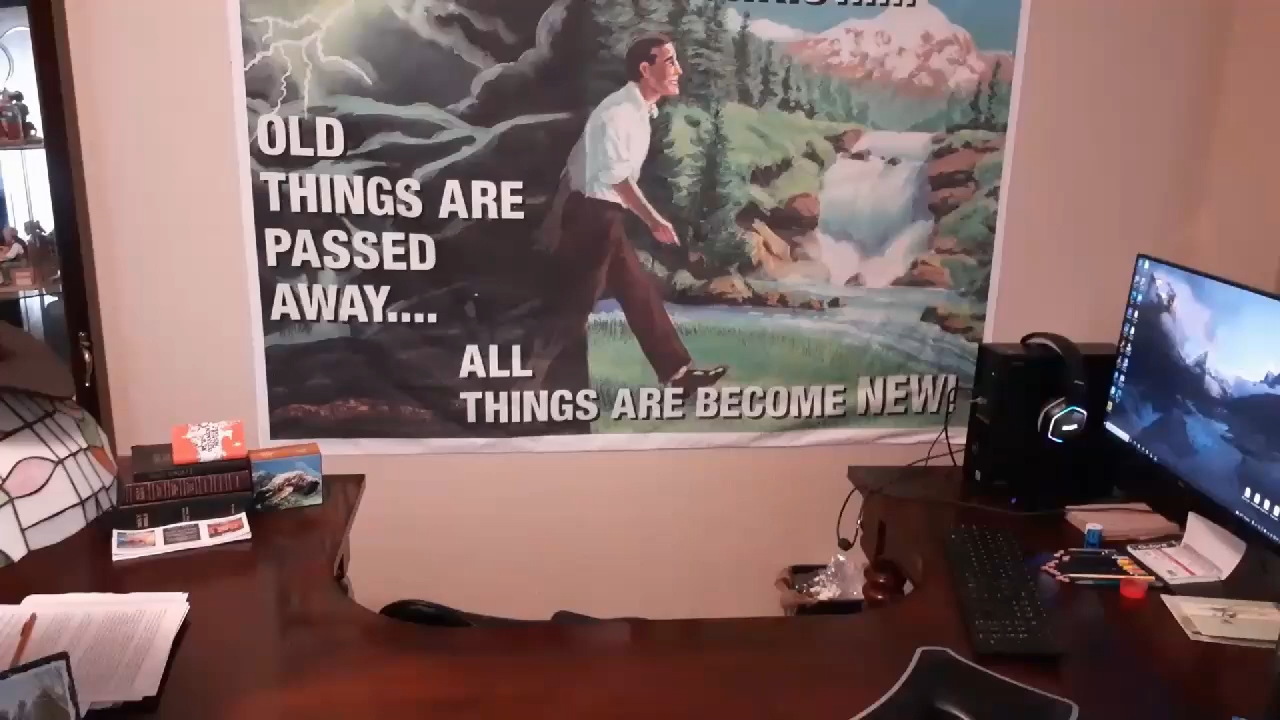 OLD
THINGS ARE
PASSED
AWAY....
ALL
THINGS ARE BECOME NEW!